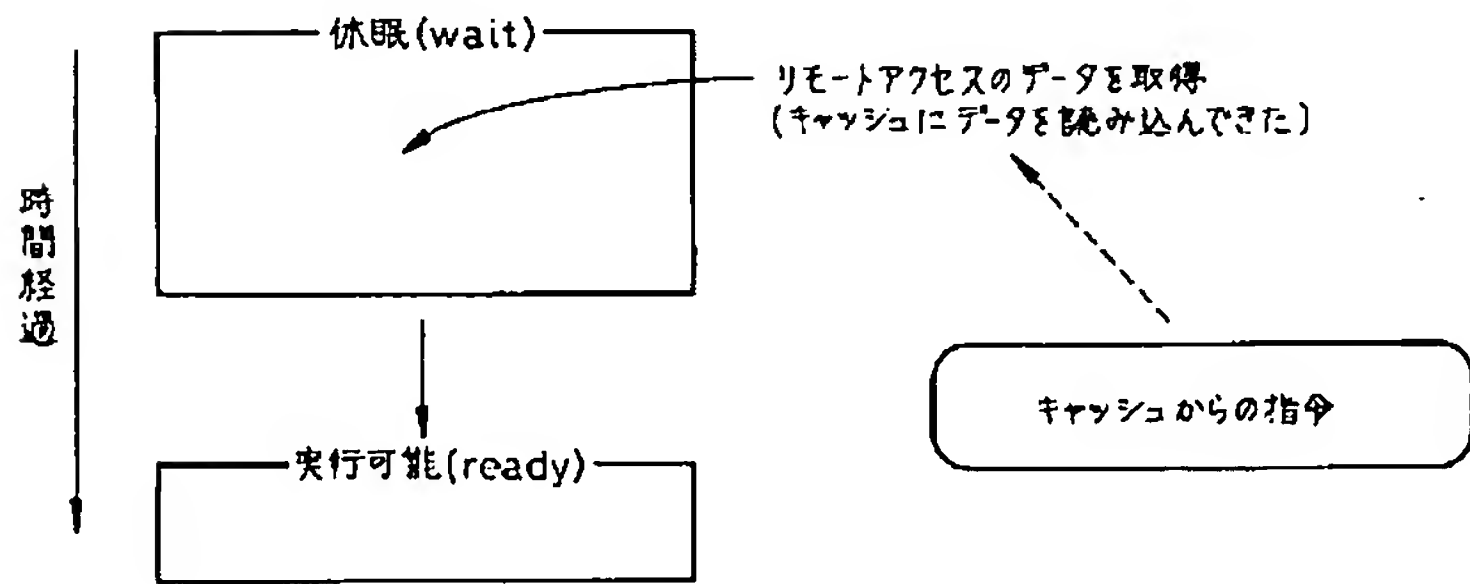 休眠(wait)
リモートアクセスのデータを取得
(キャッシュにデータを読み込んできた)
時間経過
キャッシュからの指令
実行可能(ready)